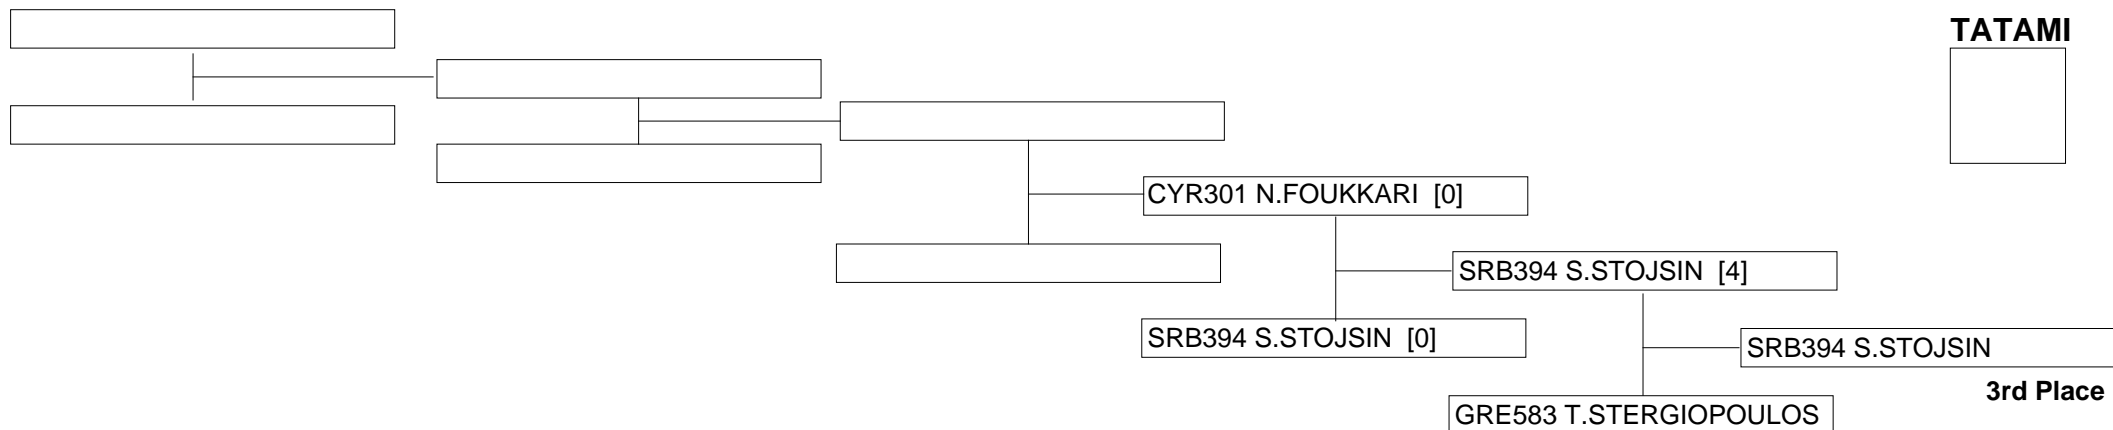 TATAMI
CYR301 N.FOUKKARI [0]
SRB394 S.STOJSIN [4]
SRB394 S.STOJSIN [0]
SRB394 S.STOJSIN
3rd Place
GRE583 T.STERGIOPOULOS